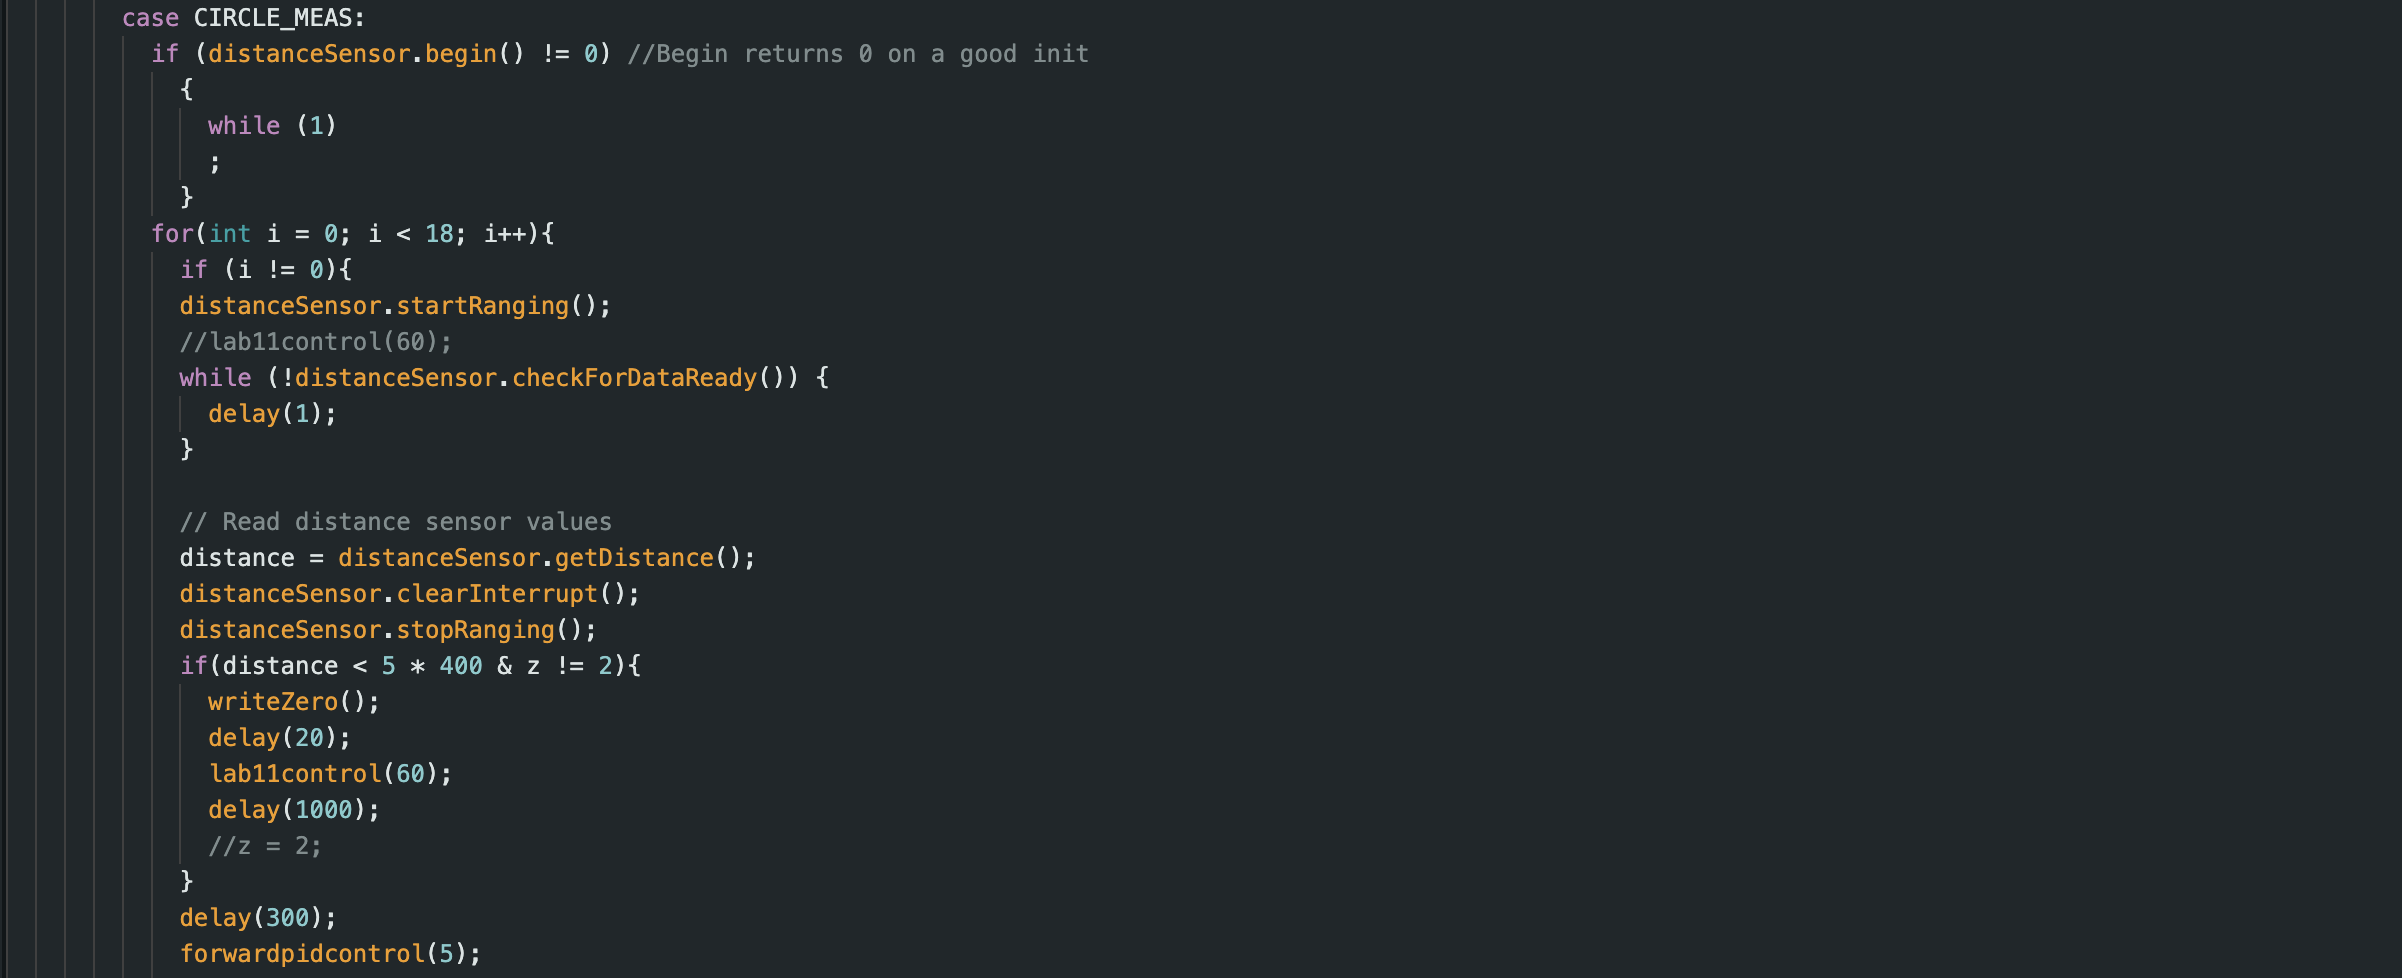 case CIRCLE_MEAS:
if (distanceSensor.begin() != 0) //Begin returns 0 on a good init
{
while (1)
;
}
for(int i = 0; i < 18; i++){
if (i != 0){
distanceSensor.startRanging();
//lab11control(60);
while (!distanceSensor.checkForDataReady()) {
delay(1);
}
// Read distance sensor values
distance = distanceSensor.getDistance();
distanceSensor.clearInterrupt();
distanceSensor.stopRanging();
if(distance < 5 * 400 & z != 2){
writeZero();
delay(20);
lab11control(60);
delay(1000);
//z = 2;
}
delay(300);
forwardpidcontrol(5);